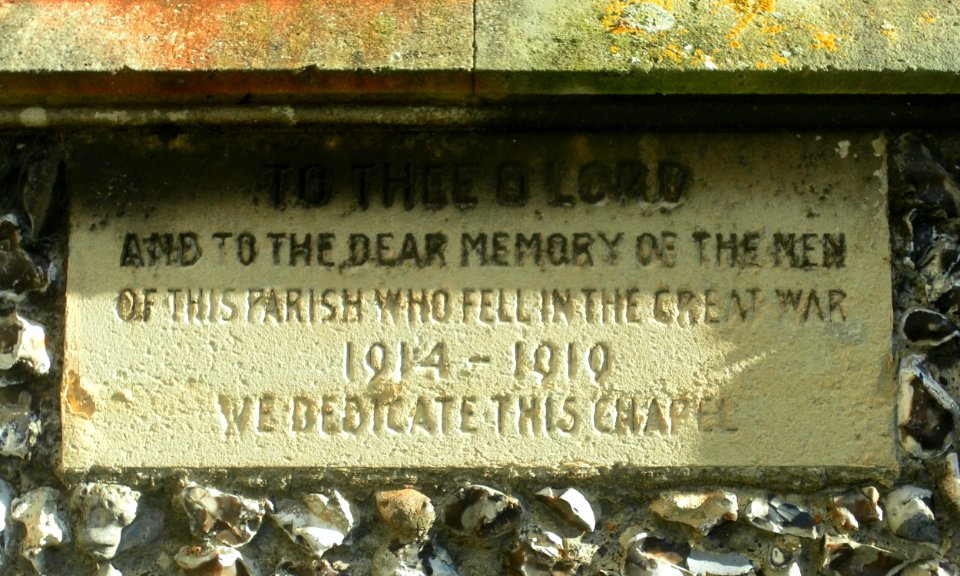 TO THEE O LORD
AND TO THE DEAR MEMORY OF THE MEN
OF THIS PARISH WHO FELL IN THE GREAT WAR
1914 - 1919
WE DEDICATE THIS CHAPEL